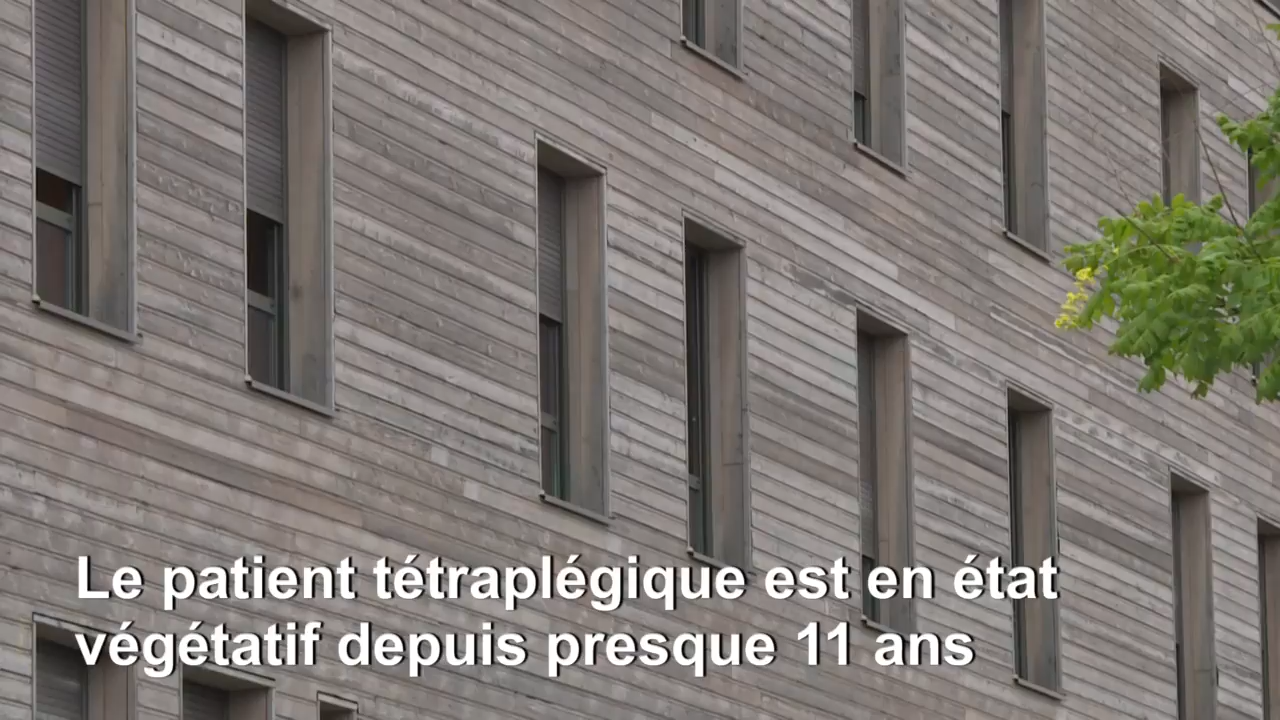 Le patient tétraplégique est en état
végétatif depuis presque 11 ans